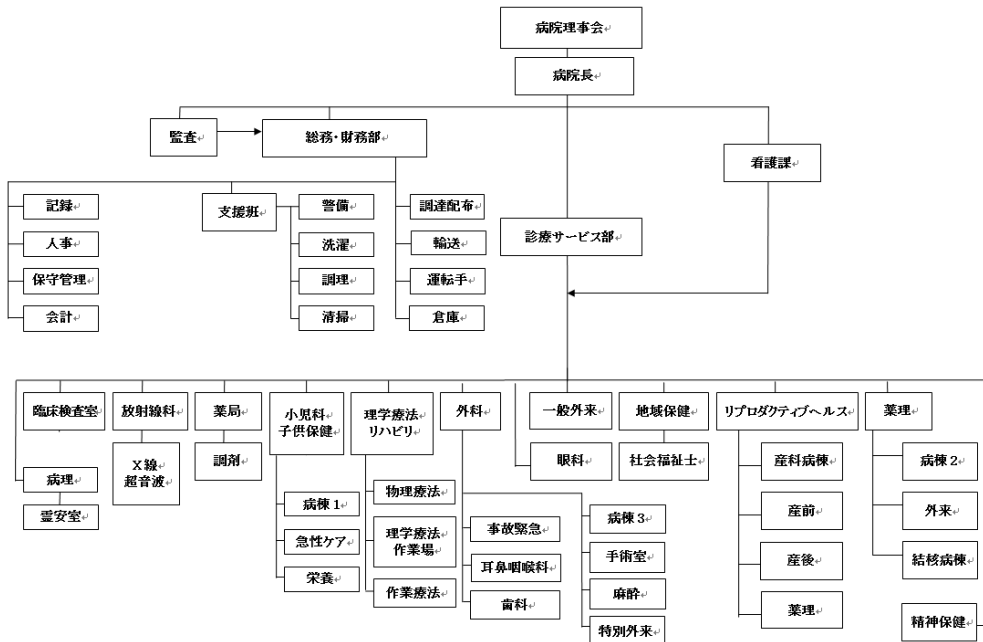 病院理事会
病院長
監査
総務・財務部
看護課
記録
人事
保守管理
会計
支援班
警備
洗濯
調理
清掃
調達配布
輸送
運転手
倉庫
診療サービス部
臨床検査室
病理
霊安室
放射線科
X線
超音波
薬局
調剤
小児科
子供保健
病棟1
急性ケア
栄養
理学療法
リハビリ
物理療法
理学療法
作業場
作業療法
外科
事故緊急
耳鼻咽喉科
歯科
病棟3
手術室
麻酔
特別外来
一般外来
眼科
地域保健
社会福祉士
リプロダクティブヘルス
産科病棟
産前
産後
薬理
薬理
病棟2
外来
結核病棟
精神保健